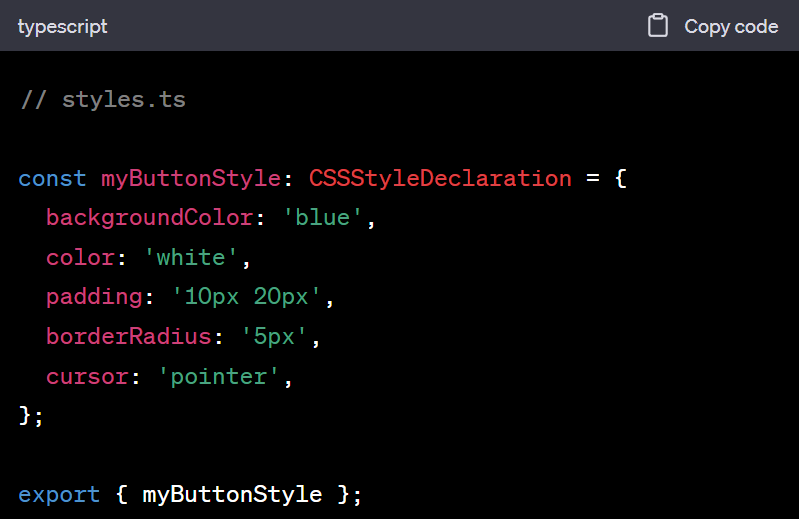 typescript
Copy code
// styles.ts
const myButtonStyle: CSSStyleDeclaration = {
  backgroundColor: 'blue',
  color: 'white',
  padding: '10px 20px',
  borderRadius: '5px',
  cursor: 'pointer',
};
export { myButtonStyle };